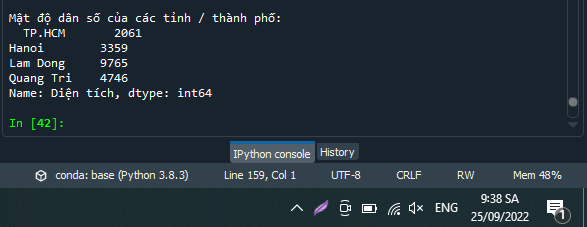 Mật độ dân số của các tỉnh / thành phố:
TP.HCM 2061
Hanoi 3359
Lam Dong 9765
Quang Tri 4746
Name: Diện tích, dtype: int64
In [42]:
IPython console History
conda: base (Python 3.8.3) Line 159, Col 1 UTF-8 CRLF RW Mem 48%
ENG 9:38 SA
25/09/2022 1